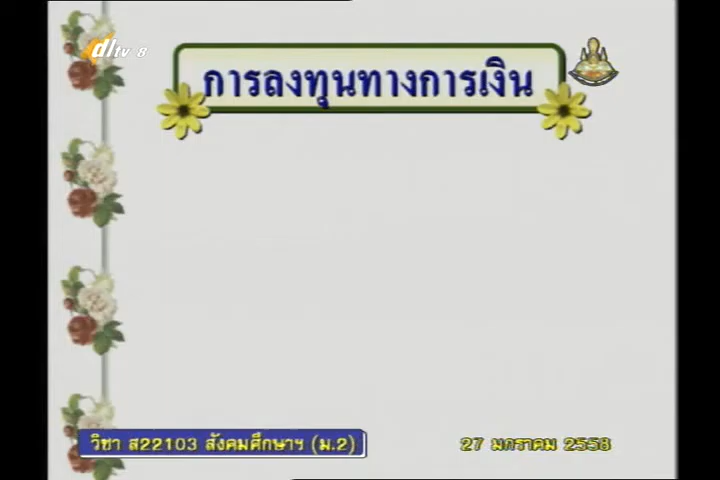 dltv 8
การลงทุนทางการเงิน
วิชา ส22103 สังคมศึกษาฯ (ม.2)
27 มกราคม 2558